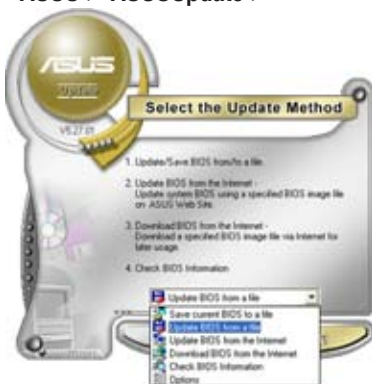 ASUS
Update
Select the Update Method
V6.27.01
1. Update/Save BIOS from/to a file.
2. Update BIOS from the Internet -
Update system BIOS using a specified BIOS image file
on ASUS Web Site.
3. Download BIOS from the Internet -
Download a specified BIOS image file via Internet for
later usage.
4. Check BIOS Information
Update BIOS from a file
Save current BIOS to a file
Update BIOS from a file
Update BIOS from the Internet
Download BIOS from the Internet
Check BIOS Information
Options